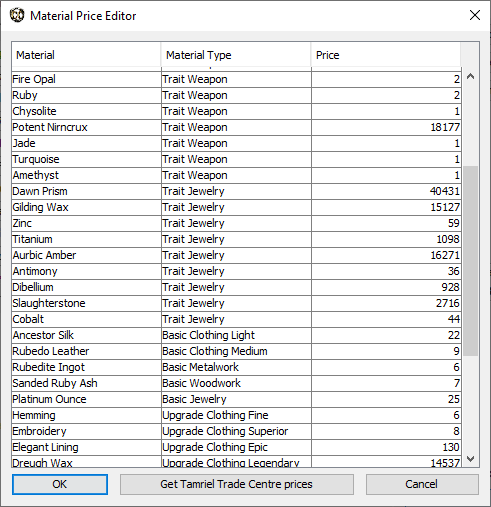 Material Price Editor
Material Material Type Price
Fire Opal Trait Weapon 2
Ruby Trait Weapon 2
Chysolite Trait Weapon 1
Potent Nirncrux Trait Weapon 18177
Jade Trait Weapon 1
Turquoise Trait Weapon 1
Amethyst Trait Weapon 1
Dawn Prism Trait Jewelry 40431
Gilding Wax Trait Jewelry 15127
Zinc Trait Jewelry 59
Titanium Trait Jewelry 1098
Aurbic Amber Trait Jewelry 16271
Antimony Trait Jewelry 36
Dibellium Trait Jewelry 928
Slaughterstone Trait Jewelry 2716
Cobalt Trait Jewelry 44
Ancestor Silk Basic Clothing Light 22
Rubedo Leather Basic Clothing Medium 9
Rubedite Ingot Basic Metalwork 6
Sanded Ruby Ash Basic Woodwork 7
Platinum Ounce Basic Jewelry 25
Hemming Upgrade Clothing Fine 6
Embroidery Upgrade Clothing Superior 8
Elegant Lining Upgrade Clothing Epic 130
Dreugh Wax Upgrade Clothing Legendary 14537
OK Get Tamriel Trade Centre prices Cancel